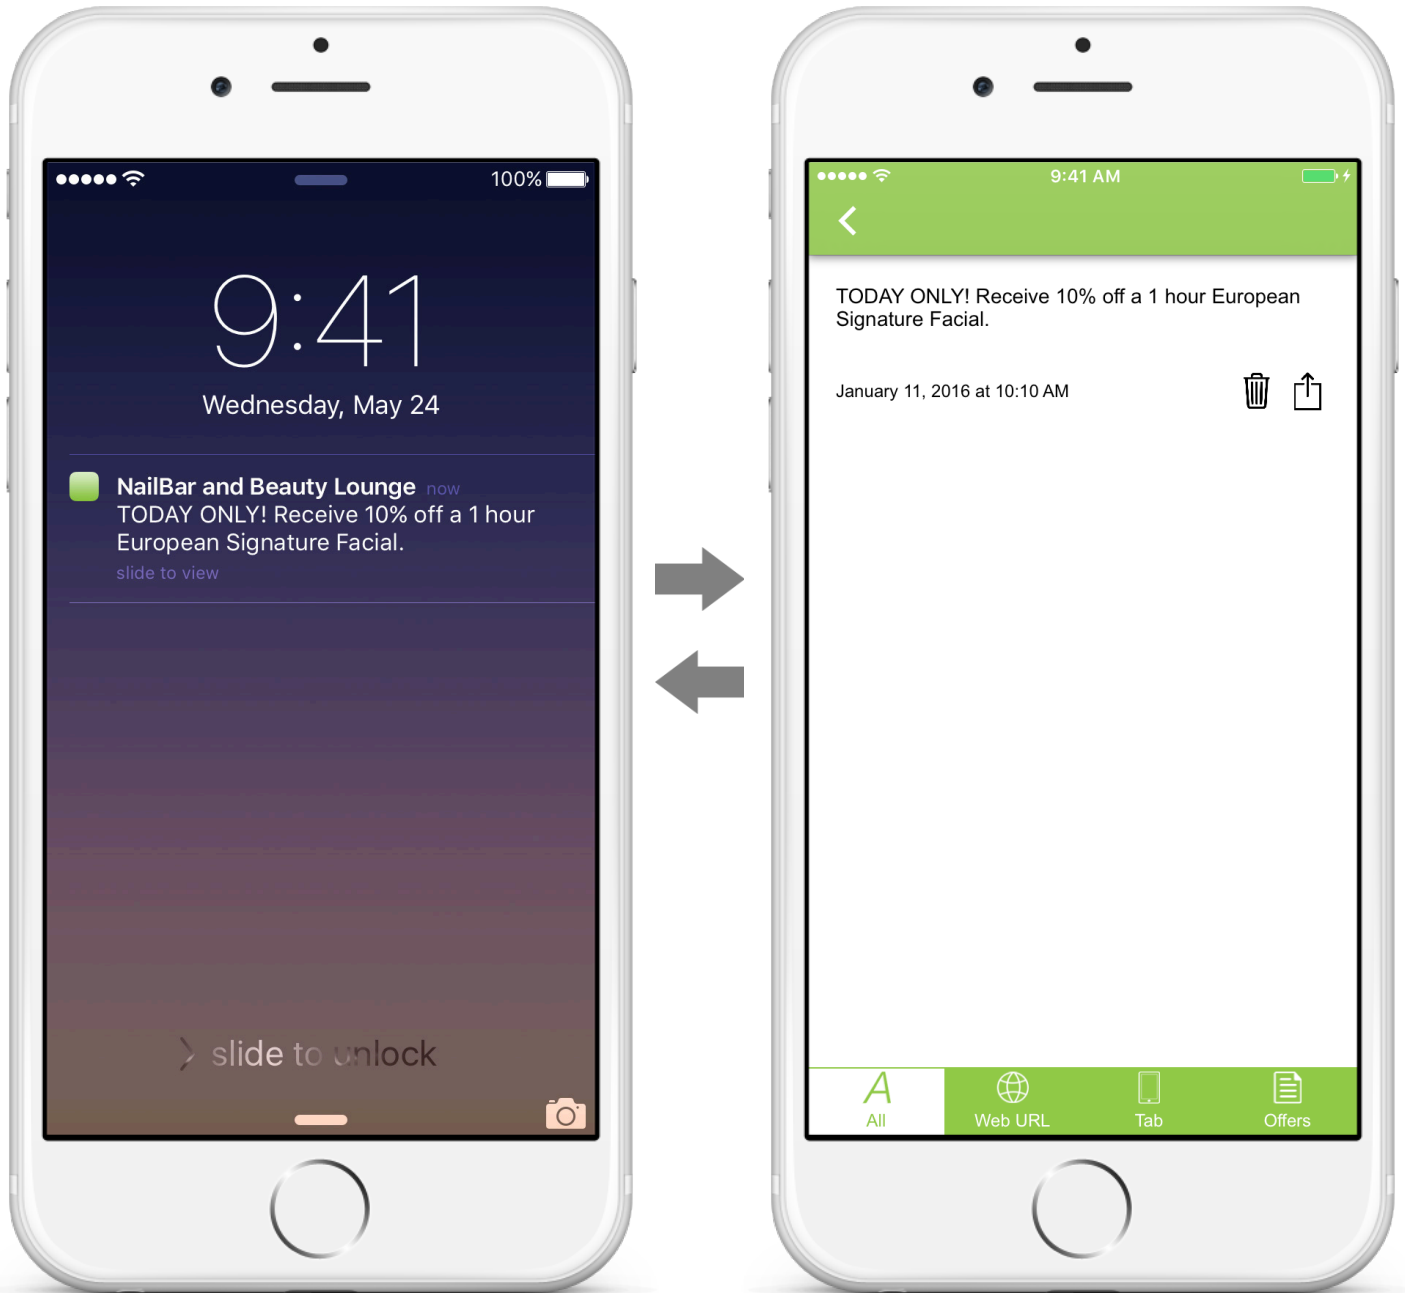 100%
9:41
Wednesday, May 24
NailBar and Beauty Lounge now
TODAY ONLY! Receive 10% off a 1 hour
European Signature Facial.
slide to view
slide to unlock
9:41 AM
TODAY ONLY! Receive 10% off a 1 hour European
Signature Facial.
January 11, 2016 at 10:10 AM
A
All
Web URL
Tab
Offers